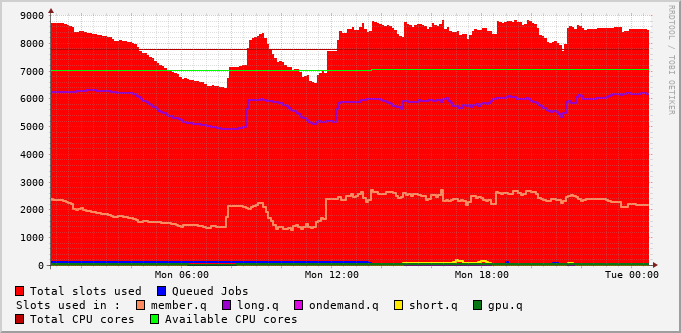 RRDTOOL / TOBI OETIKER
9000
8000
7000
6000
5000
4000
3000
2000
1000
0
Mon 06:00 Mon 12:00 Mon 18:00 Tue 00:00
Total slots used Queued Jobs
Slots used in : member.q long.q ondemand.q short.q gpu.q
Total CPU cores Available CPU cores